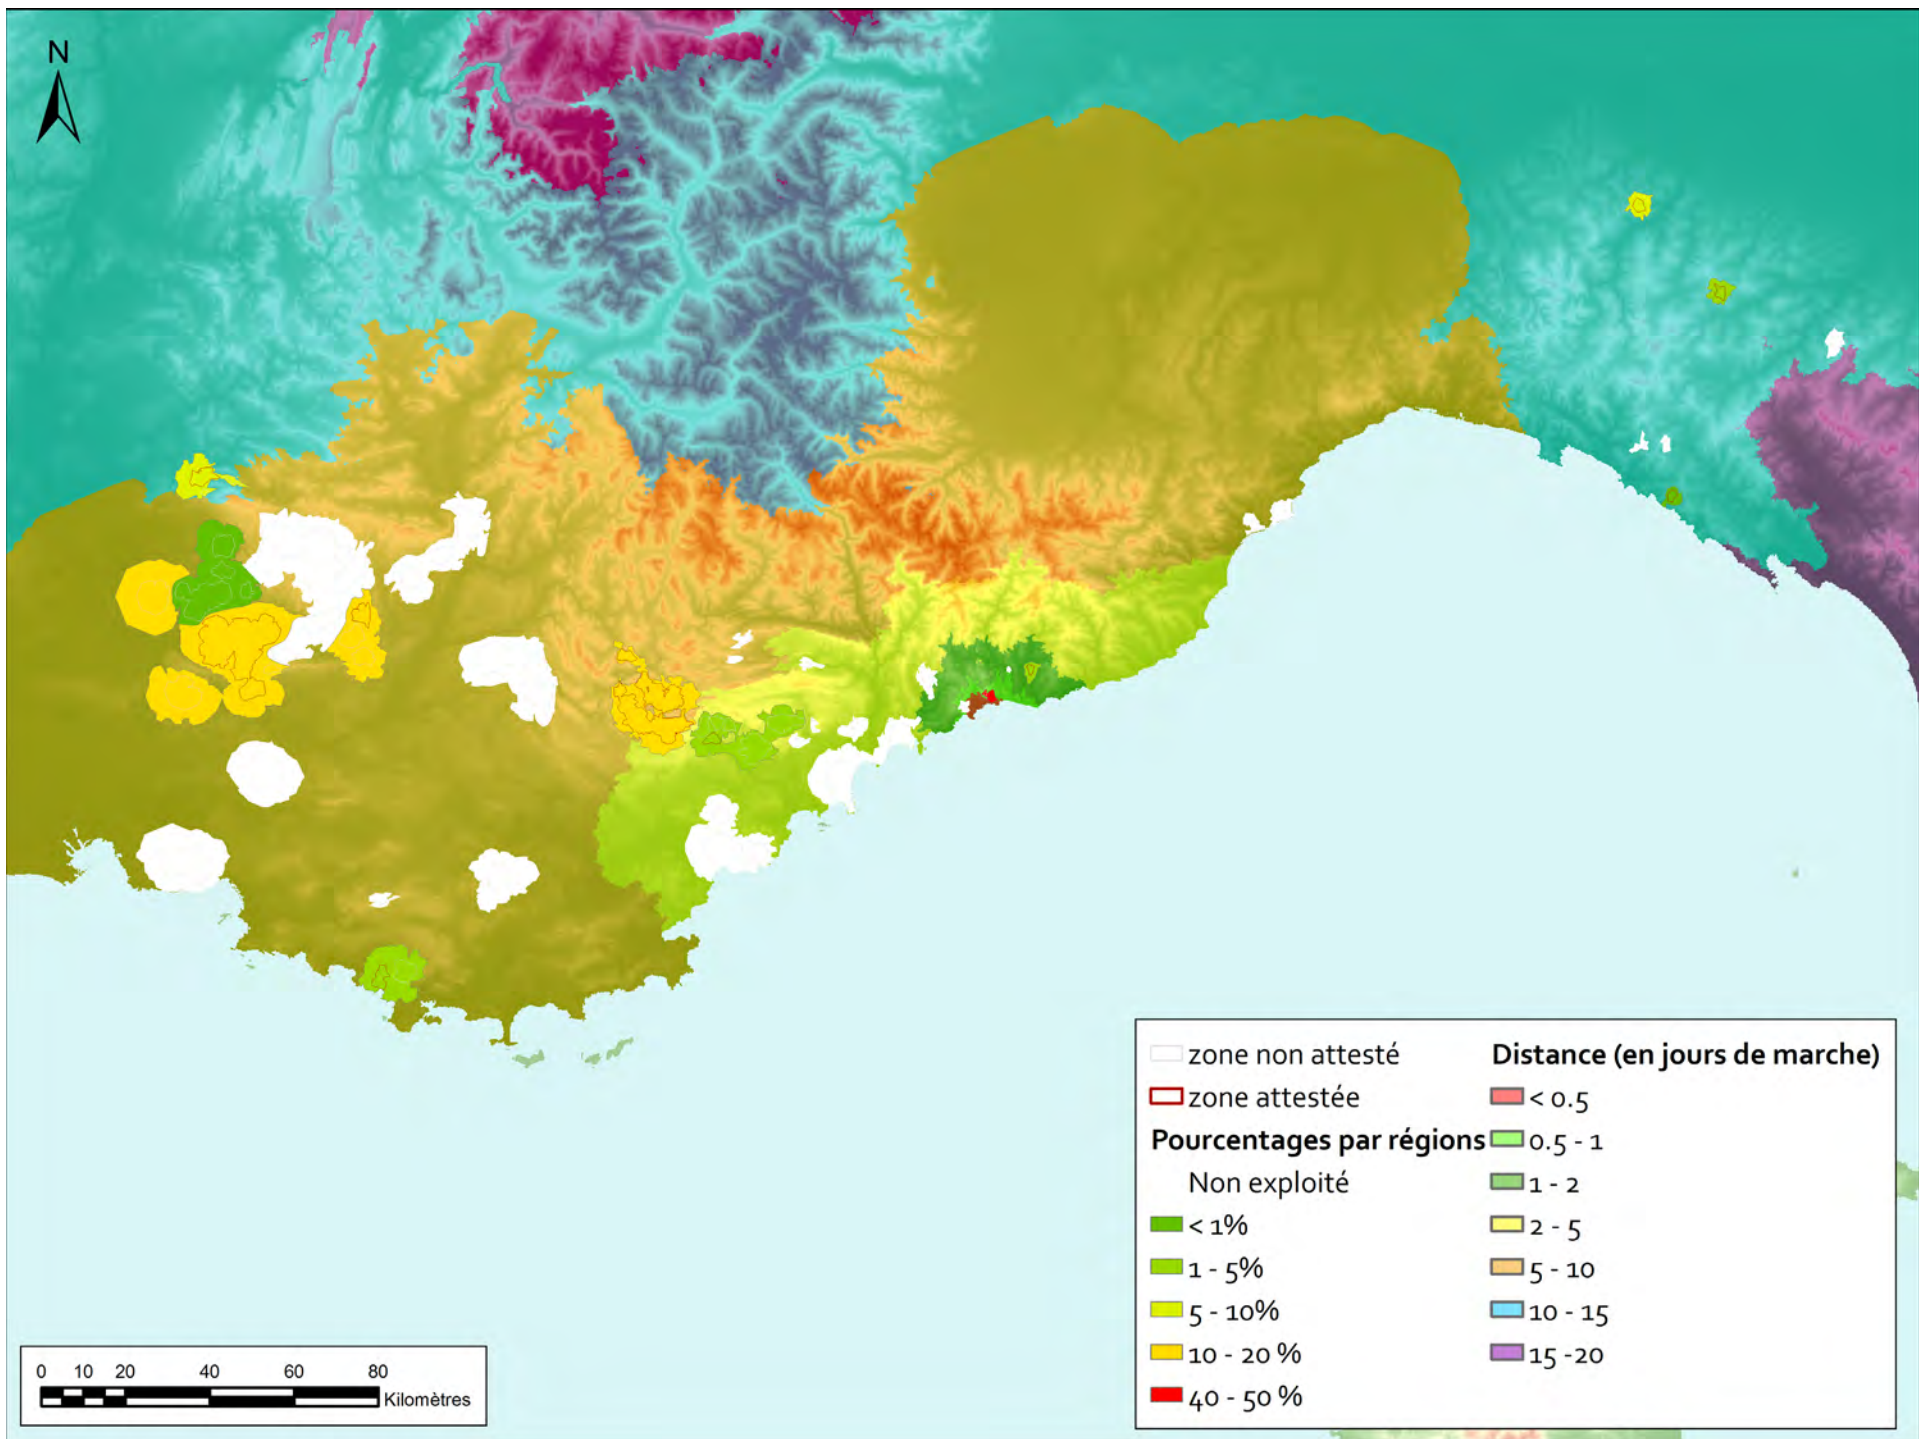 N
zone non attesté
zone attestée
Pourcentages par régions
Non exploité
< 1%
1 - 5%
5 - 10%
10 - 20 %
40 - 50 %
Distance (en jours de marche)
< 0.5
0.5 - 1
1 - 2
2 - 5
5 - 10
10 - 15
15 -20
0 10 20 40 60 80
Kilomètres